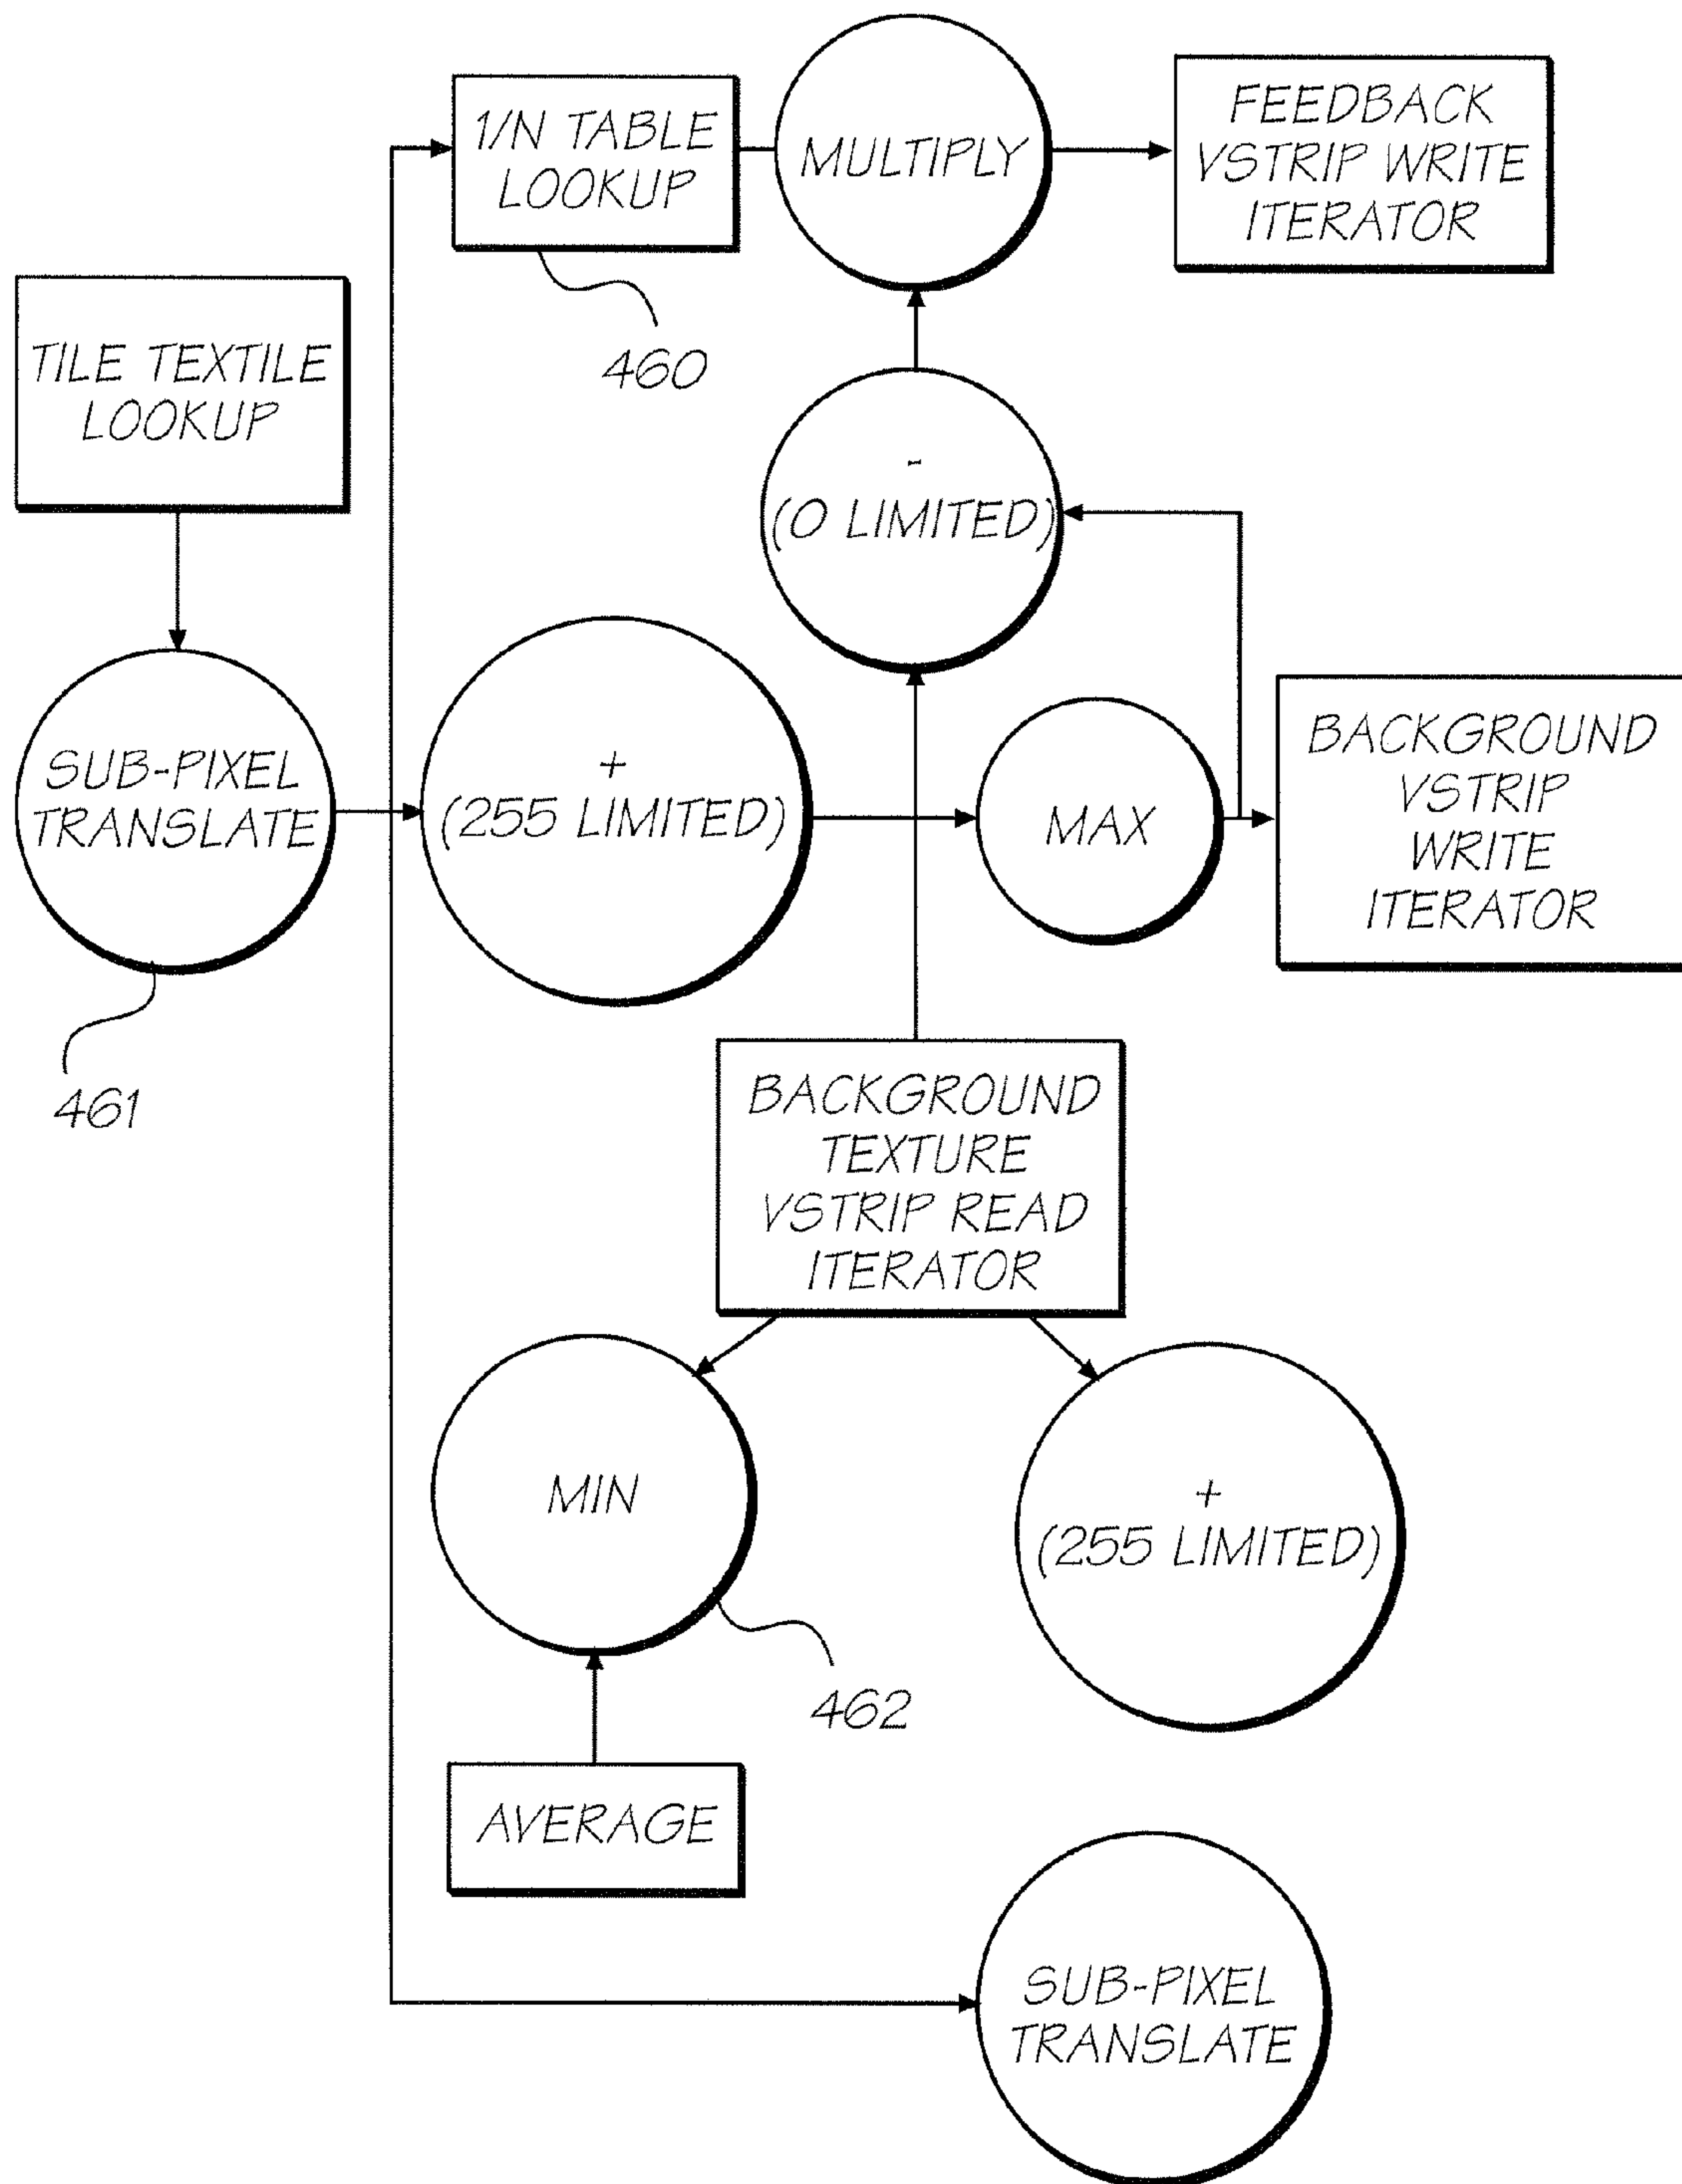 1/N TABLE
LOOKUP
MULTIPLY
FEEDBACK
VSTRIP WRITE
ITERATOR
460
TILE TEXTILE
LOOKUP
-
(0 LIMITED)
SUB-PIXEL
TRANSLATE
461
+
(255 LIMITED)
MAX
BACKGROUND
VSTRIP
WRITE
ITERATOR
BACKGROUND
TEXTURE
VSTRIP READ
ITERATOR
MIN
462
+
(255 LIMITED)
AVERAGE
SUB-PIXEL
TRANSLATE